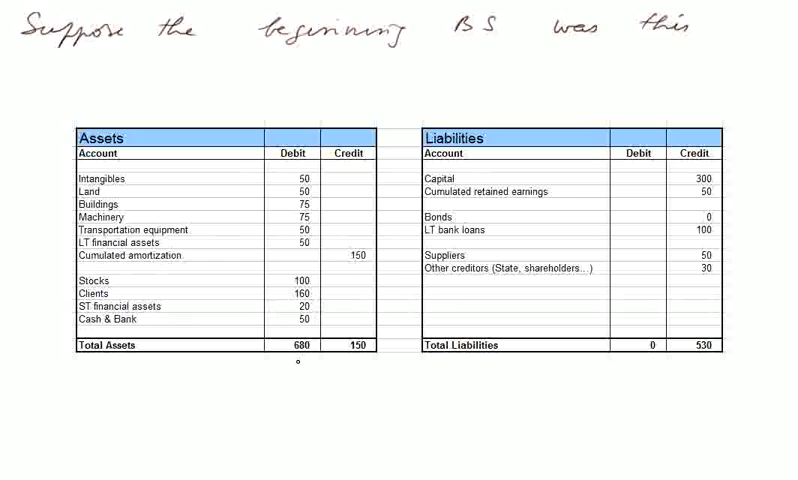 Suppose the beginning BS was this
Assets
Account Debit Credit
Intangibles 50
Land 50
Buildings 75
Machinery 75
Transportation equipment 50
LT financial assets 50
Cumulated amortization 150
Stocks 100
Clients 160
ST financial assets 20
Cash & Bank 50
Total Assets 680 150
Liabilities
Account Debit Credit
Capital 300
Cumulated retained earnings 50
Bonds 0
LT bank loans 100
Suppliers 50
Other creditors (State, shareholders...) 30
Total Liabilities 0 530